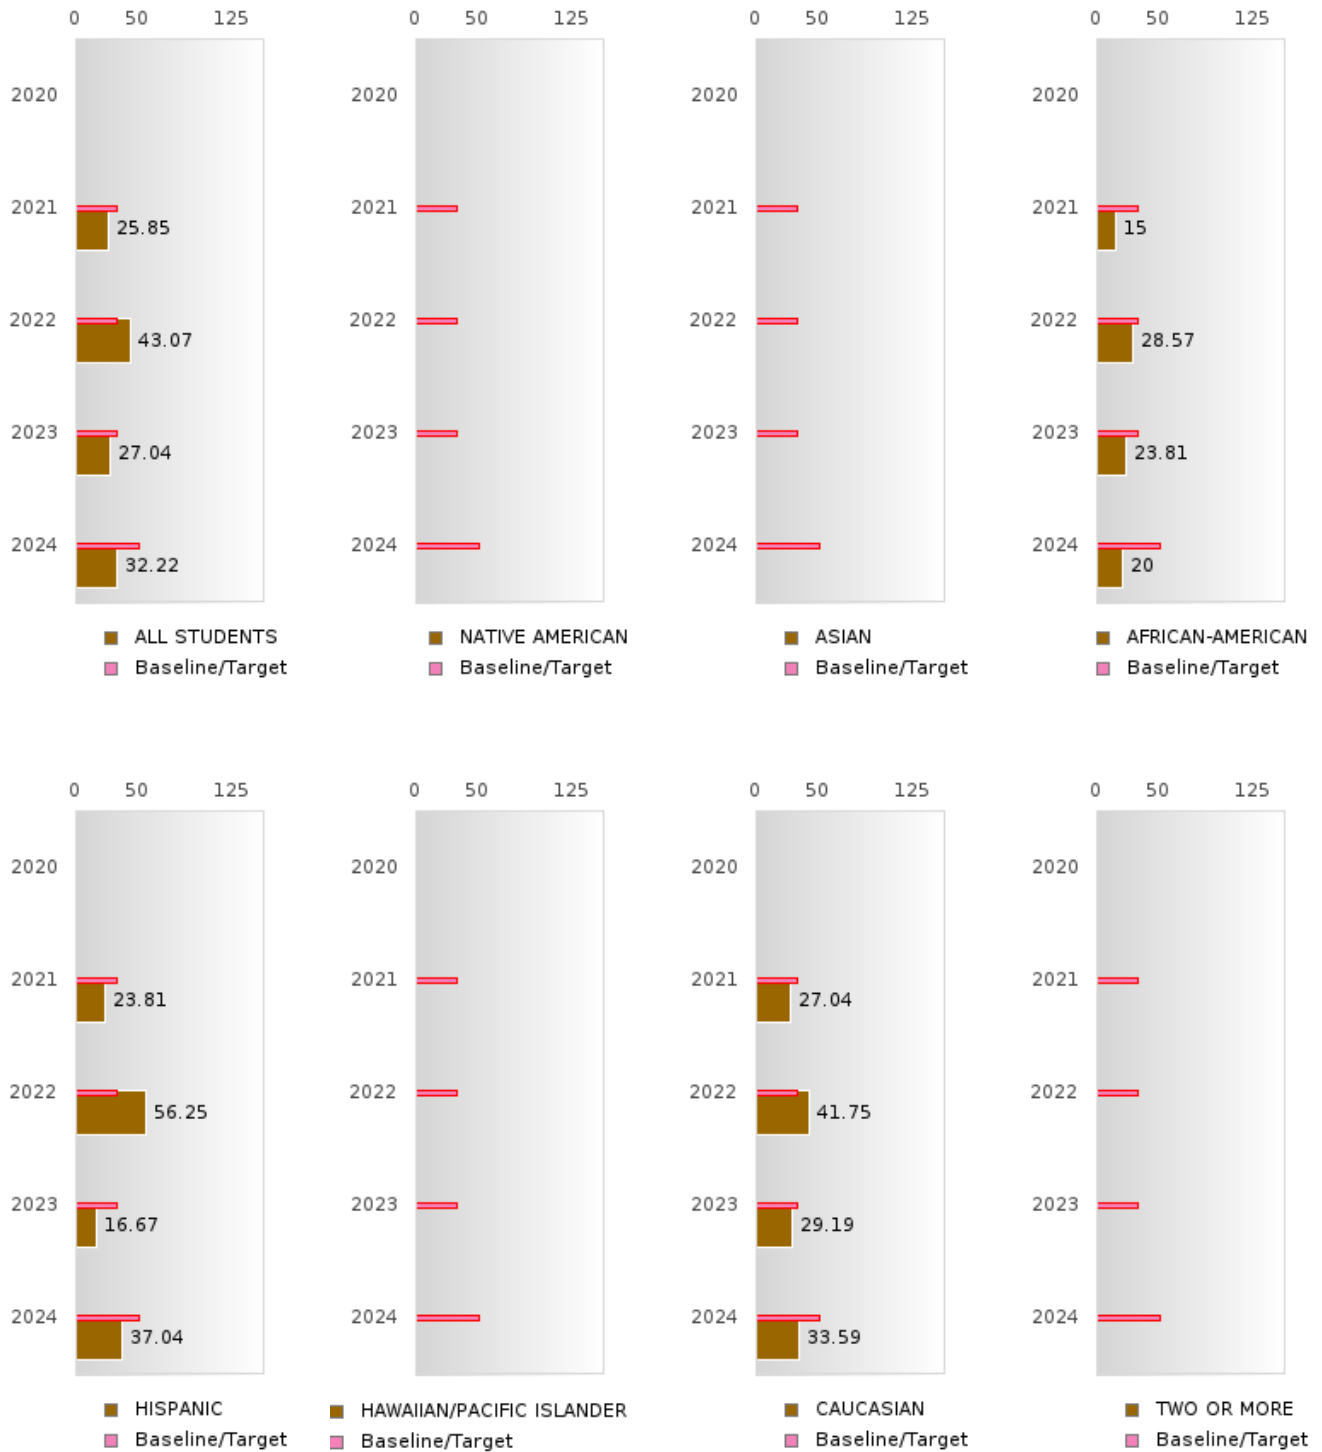 0 50 125 0 50 125 0 50 125 0 50 125
2020 2020 2020 2020
2021 25.85 2021 2021 2021 15
2022 43.07 2022 2022 2022 28.57
2023 27.04 2023 2023 2023 23.81
2024 32.22 2024 2024 2024 20
ALL STUDENTS NATIVE AMERICAN ASIAN AFRICAN-AMERICAN
Baseline/Target Baseline/Target Baseline/Target Baseline/Target
0 50 125 0 50 125 0 50 125 0 50 125
2020 2020 2020 2020
2021 23.81 2021 2021 27.04 2021
2022 56.25 2022 2022 41.75 2022
2023 16.67 2023 2023 29.19 2023
2024 37.04 2024 2024 33.59 2024
HISPANIC HAWAIIAN/PACIFIC ISLANDER CAUCASIAN TWO OR MORE
Baseline/Target Baseline/Target Baseline/Target Baseline/Target